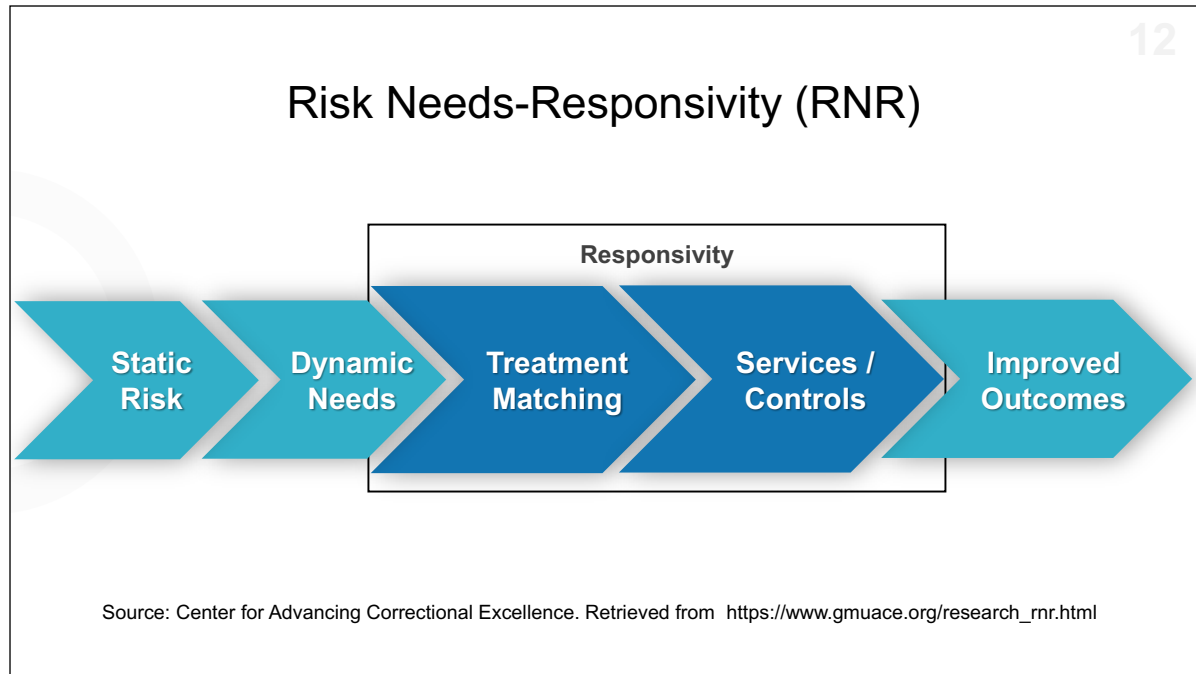 12
Risk Needs-Responsivity (RNR)
Responsivity
Static
Risk
Dynamic
Needs
Treatment
Matching
Services /
Controls
Improved
Outcomes
Source: Center for Advancing Correctional Excellence. Retrieved from  https://www.gmuace.org/research_rnr.html